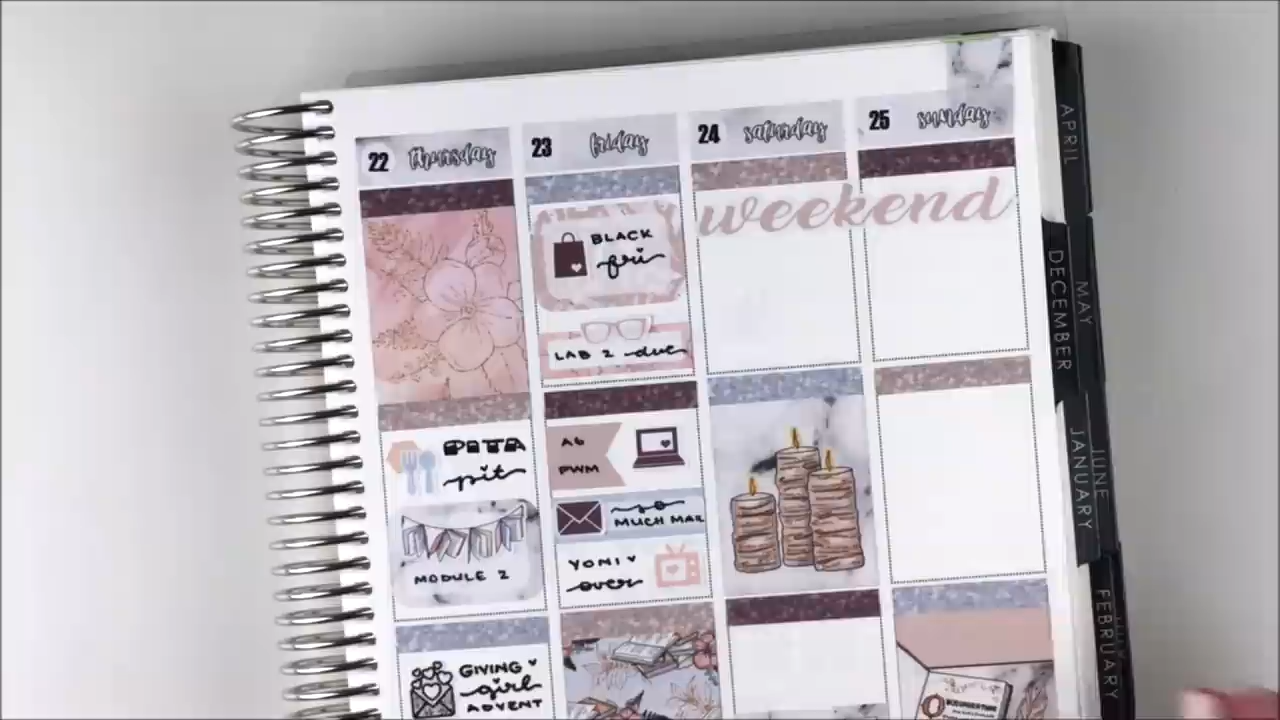 22 thursday
23 friday
24 saturday
25 sunday
weekend
BLACK
fri
LAB 2 due
PITA
pit
MODULE 2
GIVING
girl
ADVENT
A6
PWM
so
MUCH MAIL
YOMI
over
APRIL
MAY
DECEMBER
JUNE
JANUARY
FEBRUARY